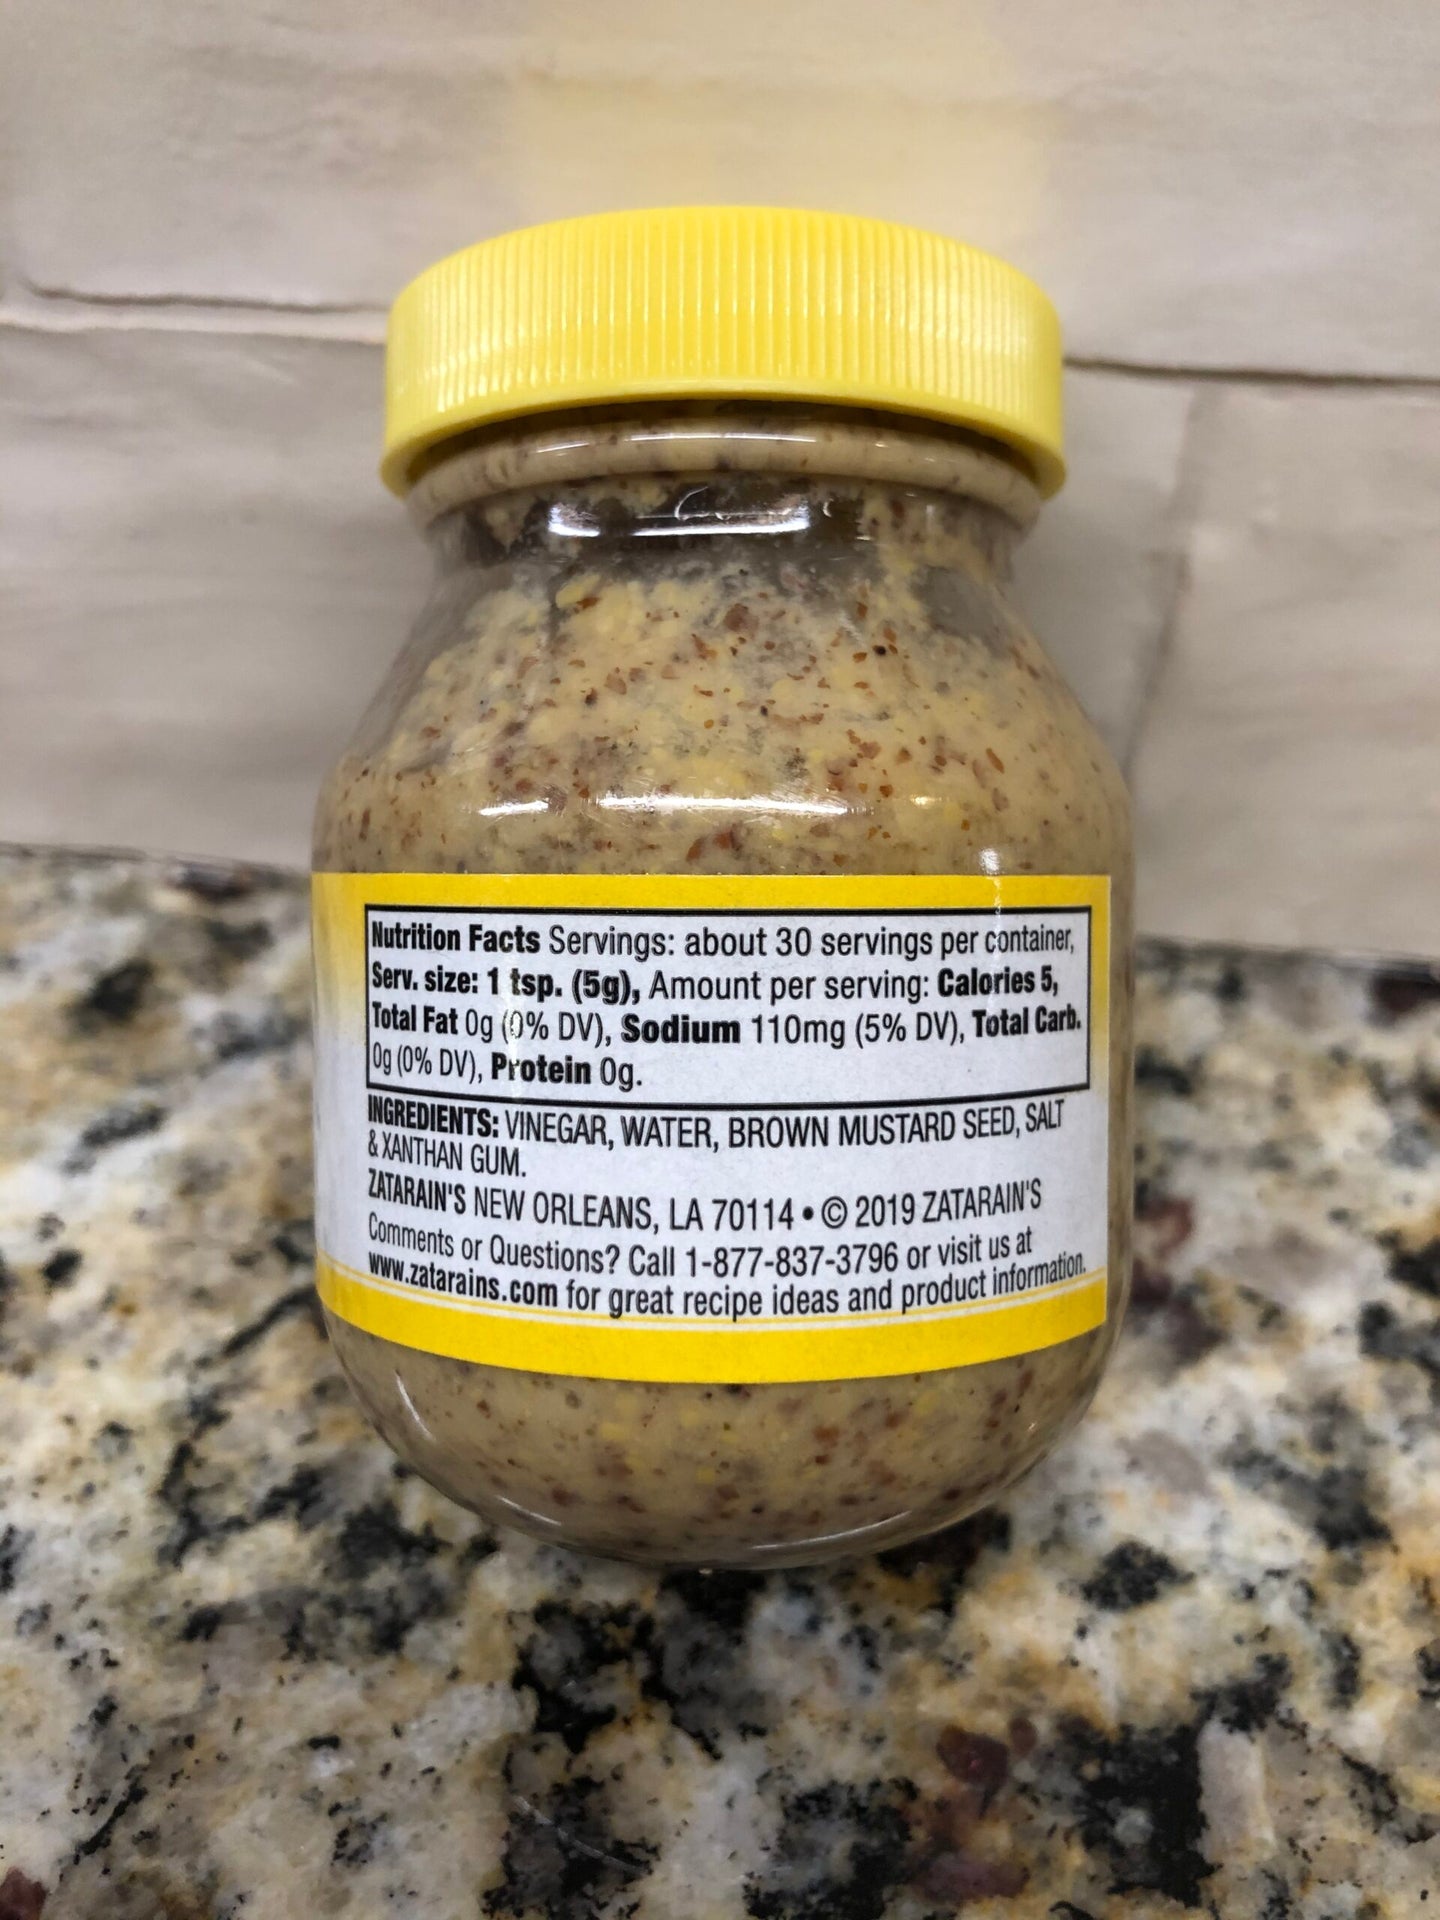 Nutrition Facts Servings: about 30 servings per container,
Serv. size: 1 tsp. (5g), Amount per serving: Calories 5,
Total Fat 0g (0% DV), Sodium 110mg (5% DV), Total Carb.
0g (0% DV), Protein 0g.
INGREDIENTS: VINEGAR, WATER, BROWN MUSTARD SEED, SALT
& XANTHAN GUM.
ZATARAIN'S NEW ORLEANS, LA 70114 • © 2019 ZATARAIN'S
Comments or Questions? Call 1-877-837-3796 or visit us at
www.zatarains.com for great recipe ideas and product information.